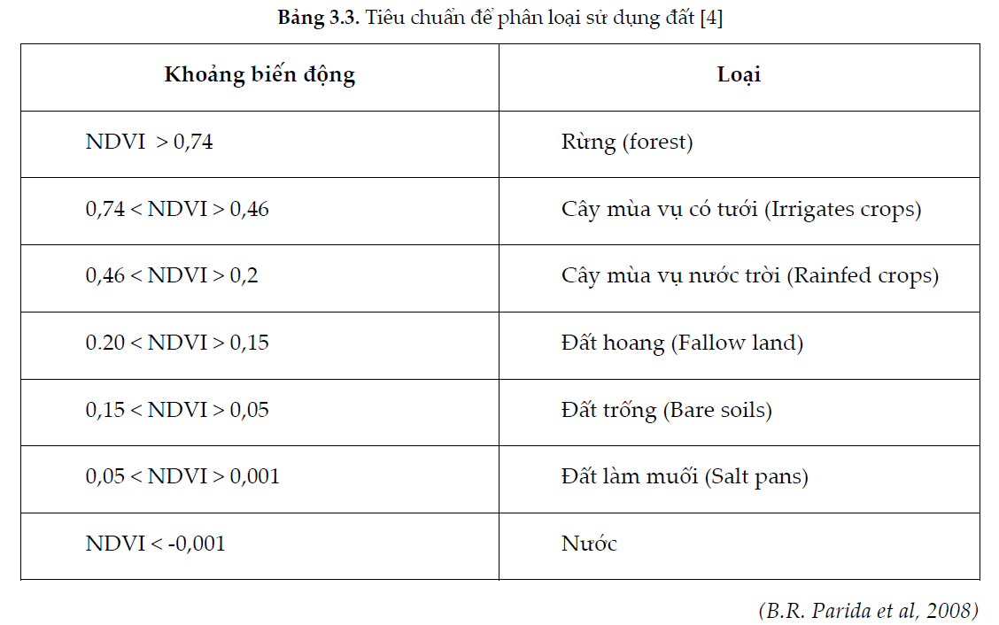 Bảng 3.3. Tiêu chuẩn để phân loại sử dụng đất [4]
Khoảng biến động Loại
NDVI > 0,74 Rừng (forest)
0,74 < NDVI > 0,46 Cây mùa vụ có tưới (Irrigates crops)
0,46 < NDVI > 0,2 Cây mùa vụ nước trời (Rainfed crops)
0.20 < NDVI > 0,15 Đất hoang (Fallow land)
0,15 < NDVI > 0,05 Đất trống (Bare soils)
0,05 < NDVI > 0,001 Đất làm muối (Salt pans)
NDVI < -0,001 Nước
(B.R. Parida et al, 2008)